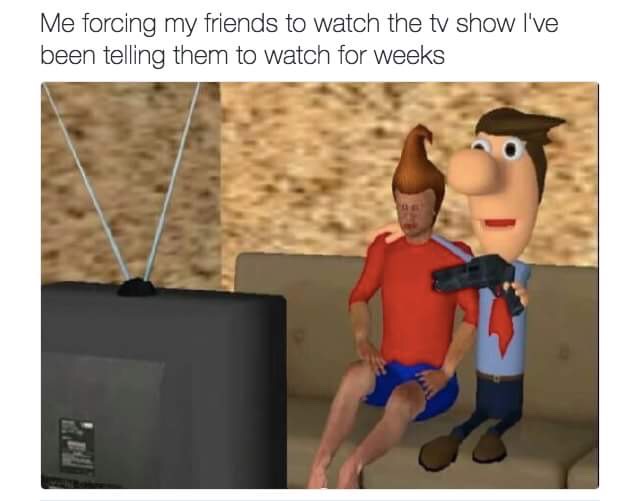 Me forcing my friends to watch the tv show I've
been telling them to watch for weeks